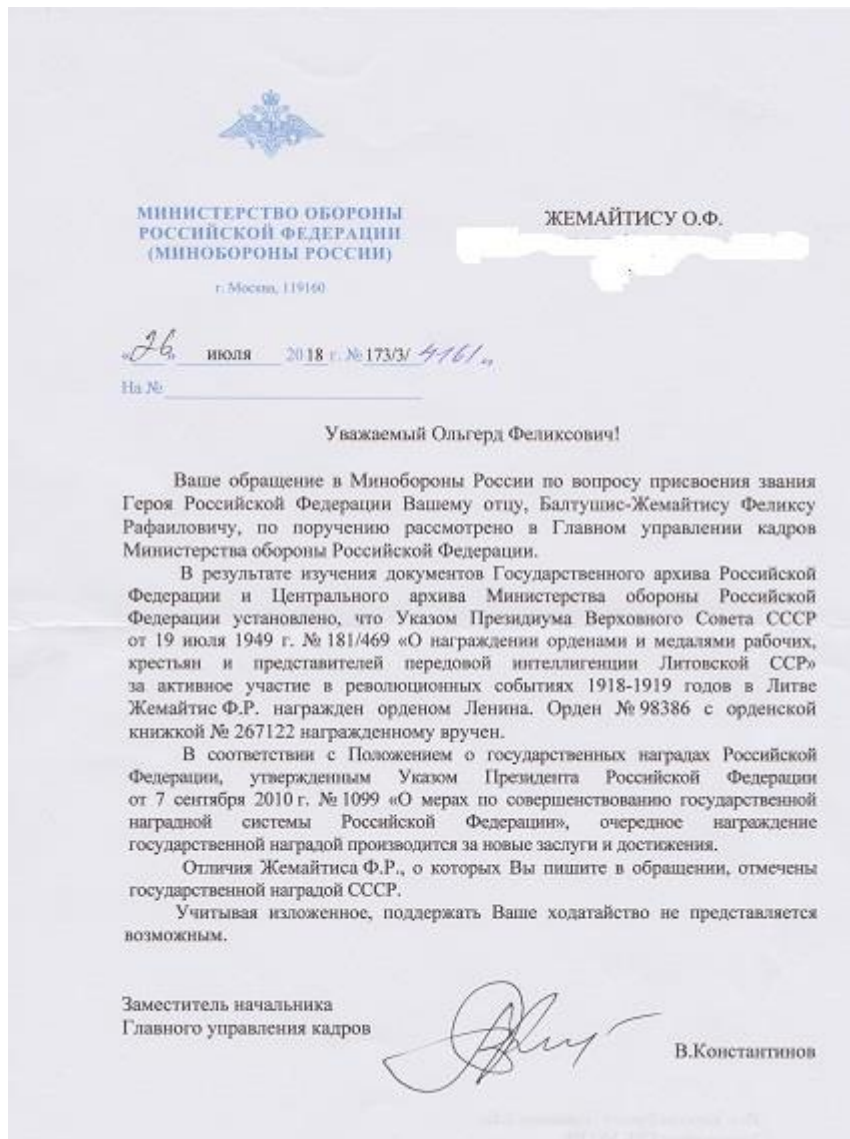 МИНИСТЕРСТВО ОБОРОНЫ
РОССИЙСКОЙ ФЕДЕРАЦИИ
(МИНОБОРОНЫ РОССИИ)
г. Москва, 119160
ЖЕМАЙТИСУ О.Ф.
«26» июля 2018 г. № 173/3/4161
На №
Уважаемый Ольгерд Феликсович!
Ваше обращение в Минобороны России по вопросу присвоения звания
Героя Российской Федерации Вашему отцу, Балтушис-Жемайтису Феликсу
Рафаиловичу, по поручению рассмотрено в Главном управлении кадров
Министерства обороны Российской Федерации.
В результате изучения документов Государственного архива Российской
Федерации и Центрального архива Министерства обороны Российской
Федерации установлено, что Указом Президиума Верховного Совета СССР
от 19 июля 1949 г. № 181/469 «О награждении орденами и медалями рабочих,
крестьян и представителей передовой интеллигенции Литовской ССР»
за активное участие в революционных событиях 1918-1919 годов в Литве
Жемайтис Ф.Р. награжден орденом Ленина. Орден № 98386 с орденской
книжкой № 267122 награжденному вручен.
В соответствии с Положением о государственных наградах Российской
Федерации, утвержденным Указом Президента Российской Федерации
от 7 сентября 2010 г. № 1099 «О мерах по совершенствованию государственной
наградной системы Российской Федерации», очередное награждение
государственной наградой производится за новые заслуги и достижения.
Отличия Жемайтиса Ф.Р., о которых Вы пишите в обращении, отмечены
государственной наградой СССР.
Учитывая изложенное, поддержать Ваше ходатайство не представляется
возможным.
Заместитель начальника
Главного управления кадров
В.Константинов